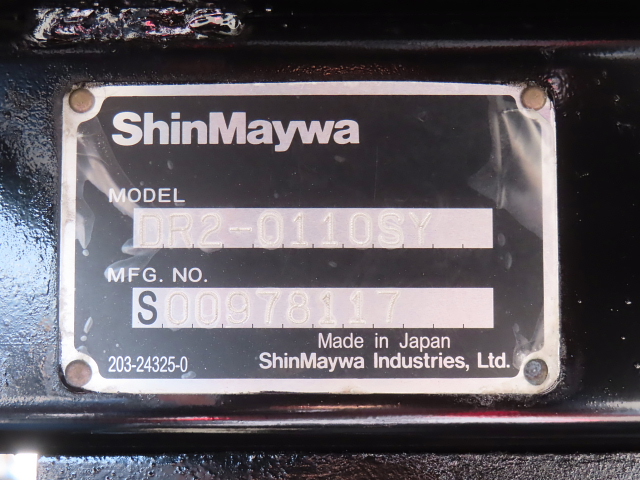 ShinMaywa
MODEL
DR2-0110SY
MFG. NO.
S00978117
Made in Japan
203-24325-0 ShinMaywa Industries, Ltd.